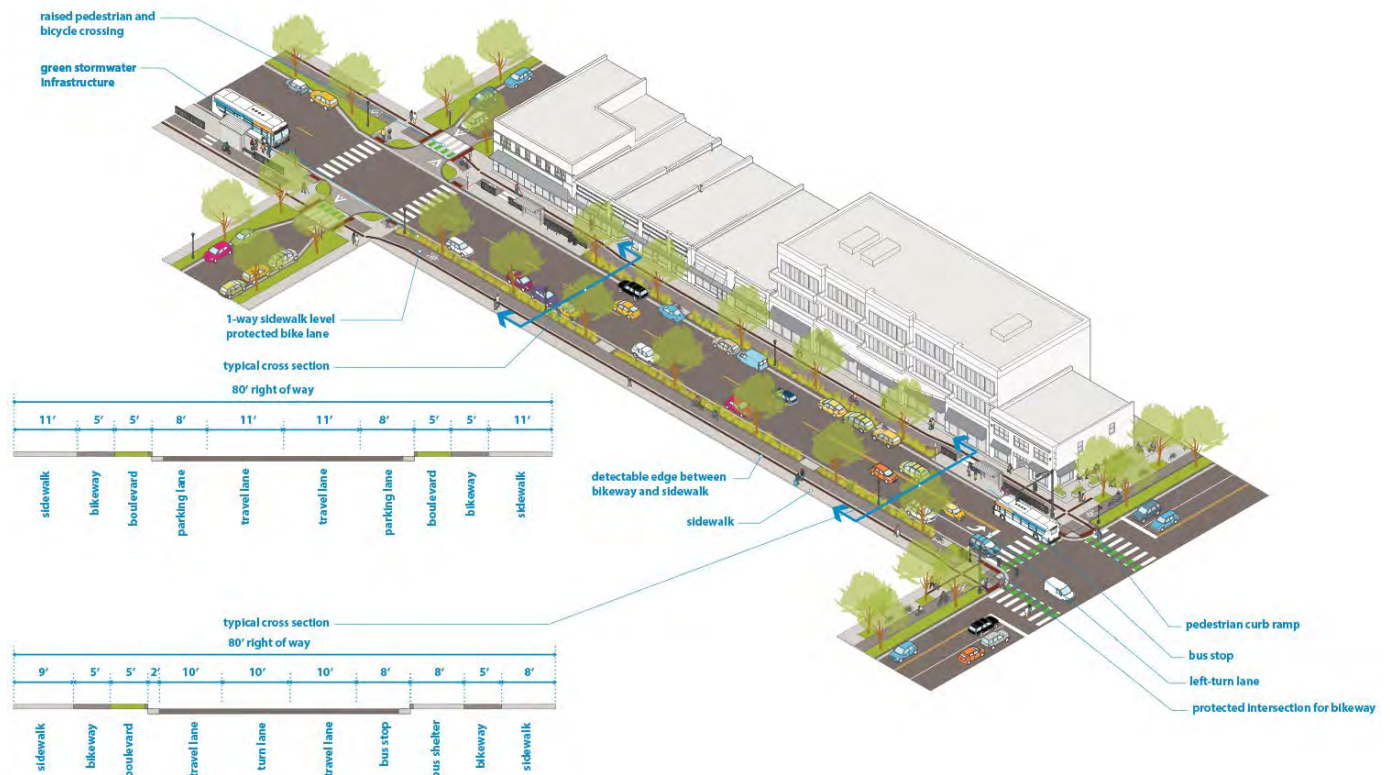 raised pedestrian and
bicycle crossing
green stormwater
infrastructure
1-way sidewalk level
protected bike lane
typical cross section
80' right of way
11' 5' 5' 8' 11' 11' 8' 5' 5' 11'
sidewalk
bikeway
boulevard
parking lane
travel lane
travel lane
parking lane
boulevard
bikeway
sidewalk
detectable edge between
bikeway and sidewalk
sidewalk
typical cross section
80' right of way
9' 5' 5' 2' 10' 10' 10' 8' 8' 5' 8'
sidewalk
bikeway
boulevard
travel lane
turn lane
travel lane
bus stop
bus shelter
bikeway
sidewalk
pedestrian curb ramp
bus stop
left-turn lane
protected intersection for bikeway